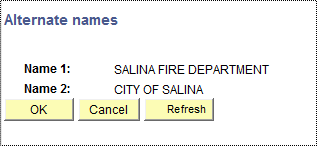 Alternate names
Name 1: SALINA FIRE DEPARTMENT
Name 2: CITY OF SALINA
OK Cancel Refresh